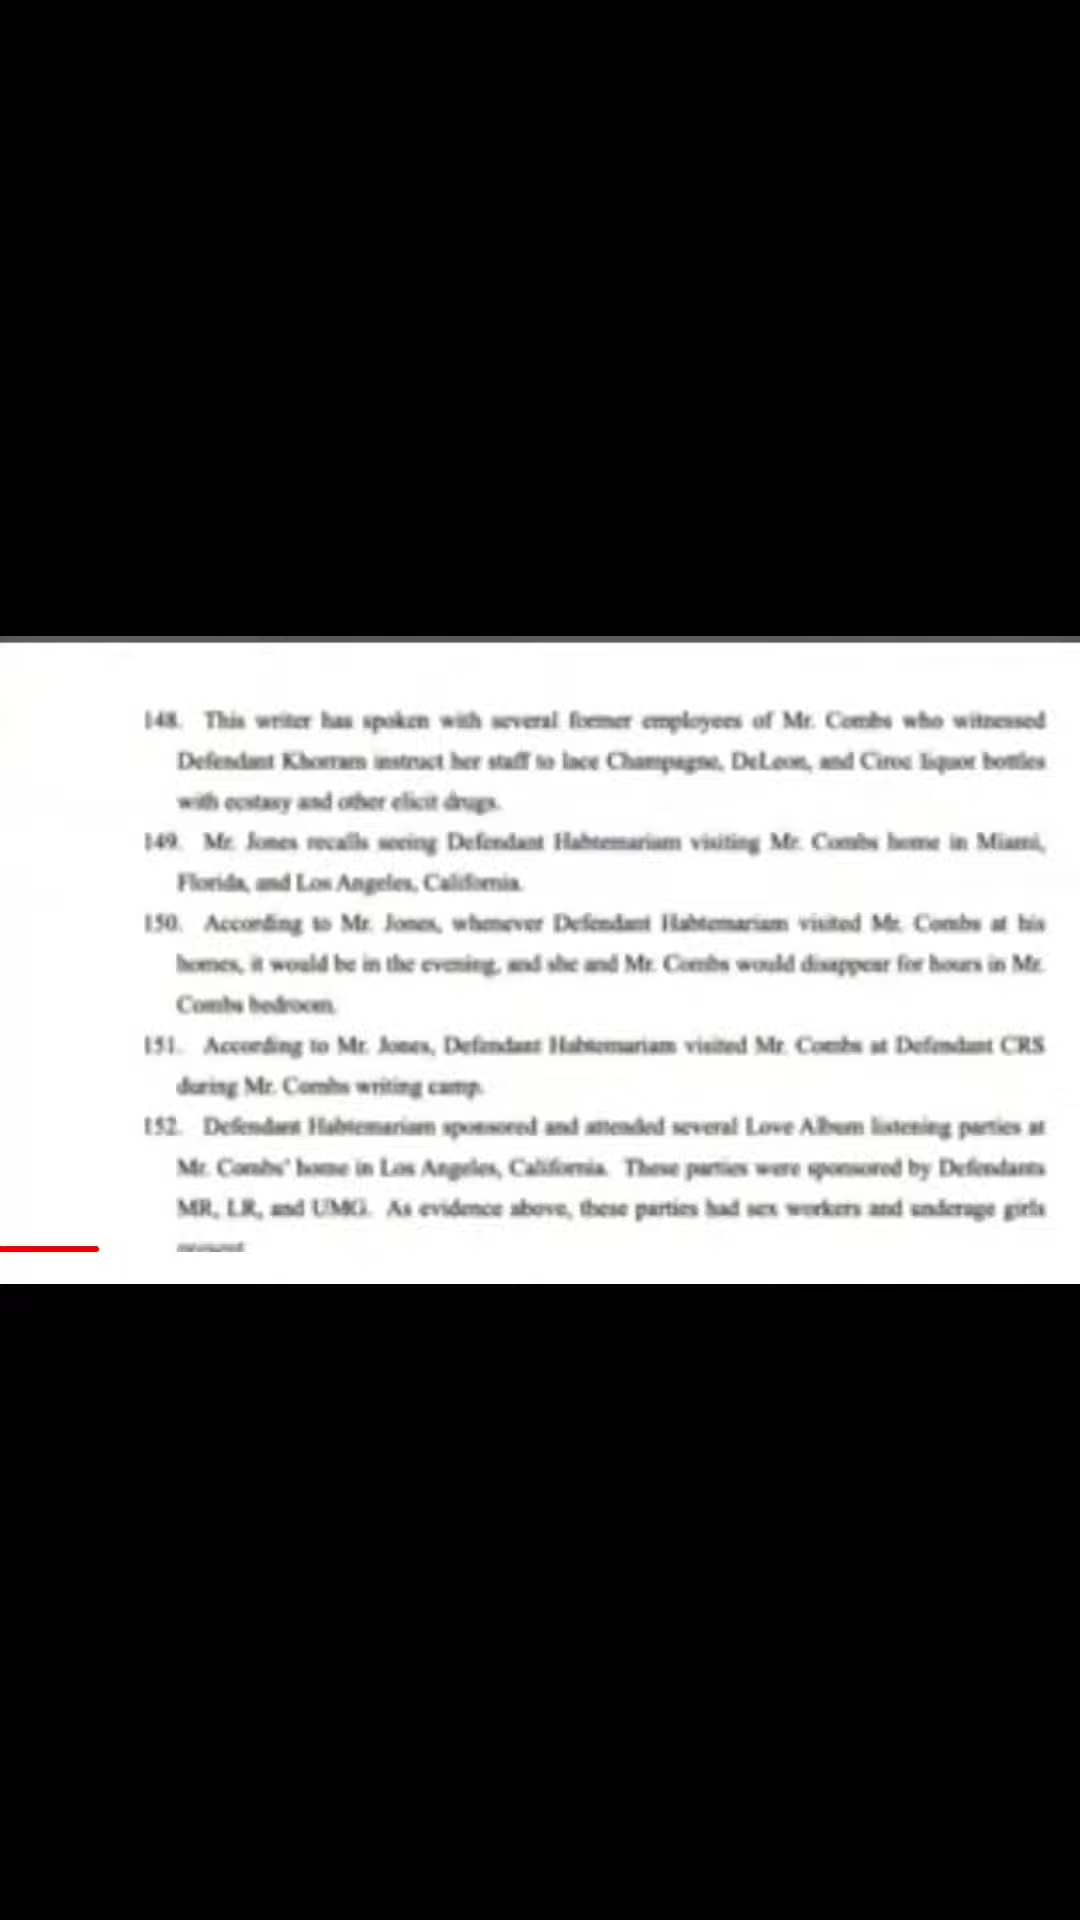 148. This writer has spoken with several former employees of Mr. Combs who witnessed
Defendant Khorram instruct her staff to lace Champagne, DeLeon, and Ciroc liquor bottles
with ecstasy and other elicit drugs.
149. Mr. Jones recalls seeing Defendant Habtemariam visiting Mr. Combs home in Miami,
Florida, and Los Angeles, California.
150. According to Mr. Jones, whenever Defendant Habtemariam visited Mr. Combs at his
homes, it would be in the evening, and she and Mr. Combs would disappear for hours in Mr.
Combs bedroom.
151. According to Mr. Jones, Defendant Habtemariam visited Mr. Combs at Defendant CRS
during Mr. Combs writing camp.
152. Defendant Habtemariam sponsored and attended several Love Album listening parties at
Mr. Combs' home in Los Angeles, California. These parties were sponsored by Defendants
MR, LR, and UMG. As evidence above, these parties had sex workers and underage girls
present